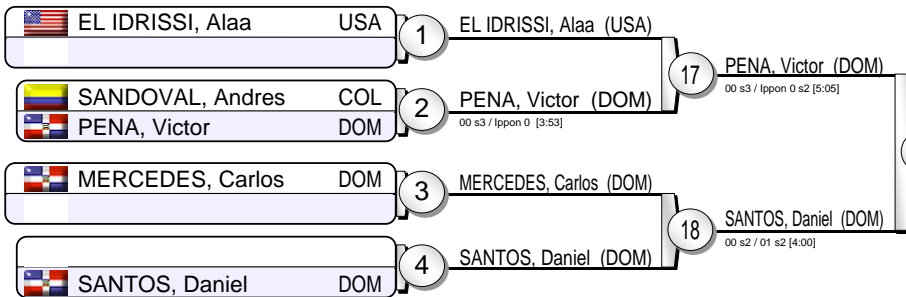 EL IDRISSI, Alaa USA
1
EL IDRISSI, Alaa (USA)
17
PENA, Victor (DOM)
00 s3 / Ippon 0 s2 [5:05]
SANDOVAL, Andres COL
PENA, Victor DOM
2
PENA, Victor (DOM)
00 s3 / Ippon 0 [3:53]
MERCEDES, Carlos DOM
3
MERCEDES, Carlos (DOM)
18
SANTOS, Daniel (DOM)
00 s2 / 01 s2 [4:00]
SANTOS, Daniel DOM
4
SANTOS, Daniel (DOM)